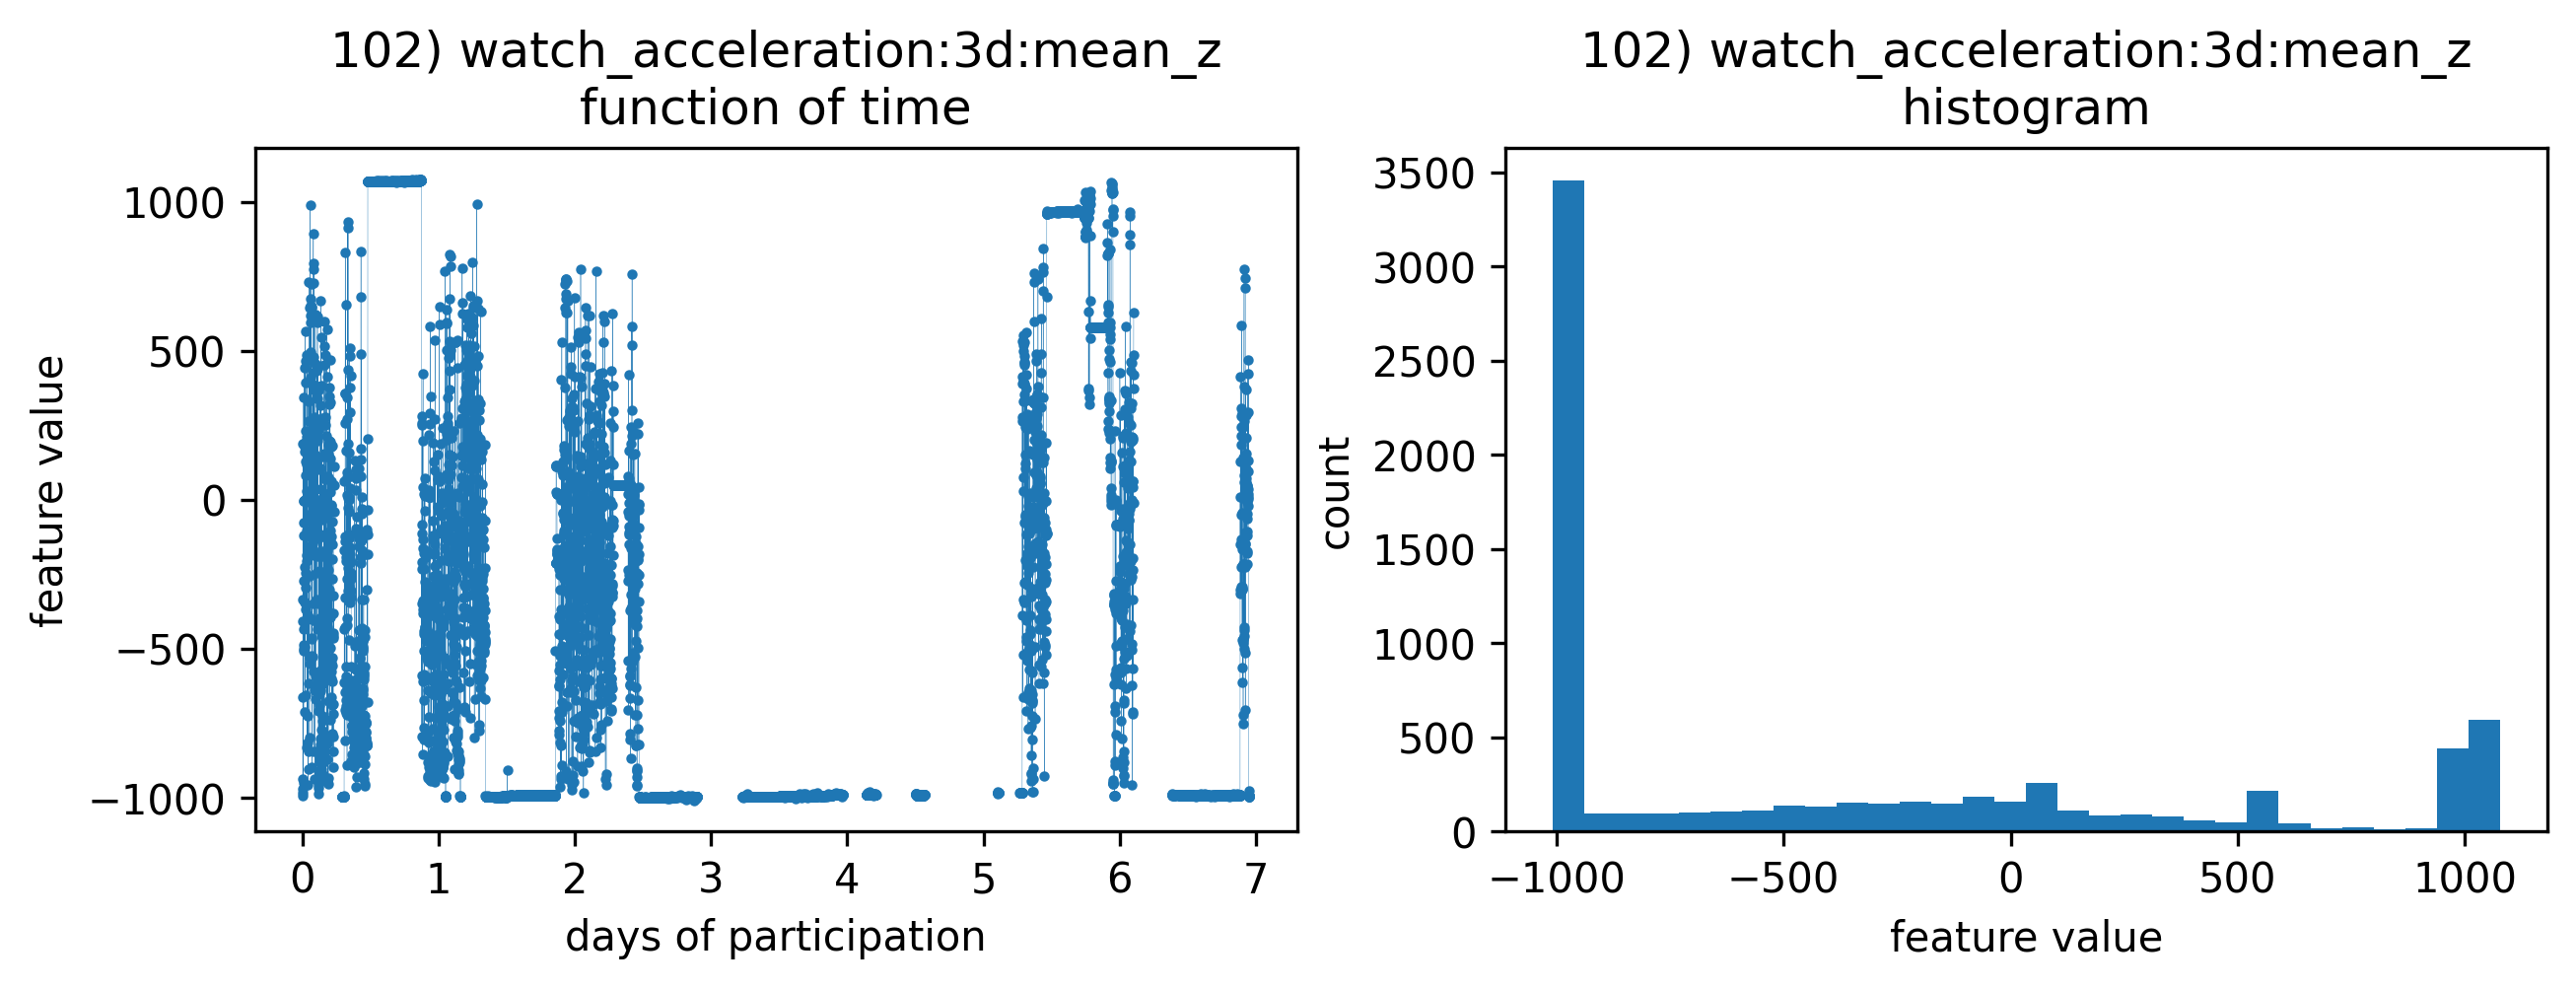 102) watch_acceleration:3d:mean_z
function of time
feature value
1000
500
0
−500
−1000
0 1 2 3 4 5 6 7
days of participation
102) watch_acceleration:3d:mean_z
histogram
count
3500
3000
2500
2000
1500
1000
500
0
−1000 −500 0 500 1000
feature value